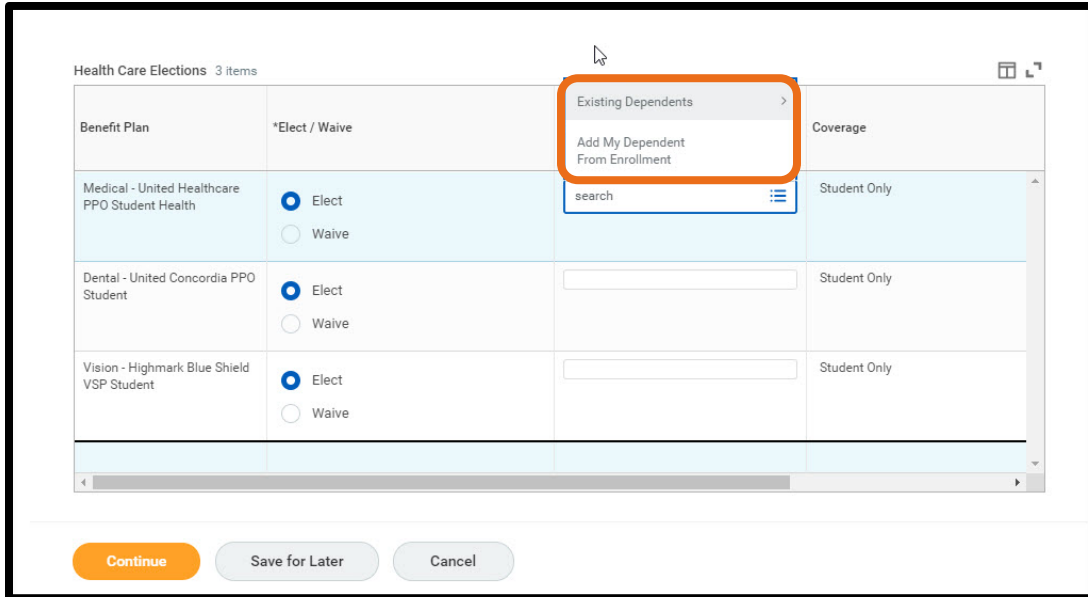 Health Care Elections 3 items
Benefit Plan
*Elect / Waive
Existing Dependents
Add My Dependent
From Enrollment
Coverage
Medical - United Healthcare
PPO Student Health
Elect
Waive
search
Student Only
Dental - United Concordia PPO
Student
Elect
Waive
Student Only
Vision - Highmark Blue Shield
VSP Student
Elect
Waive
Student Only
Continue
Save for Later
Cancel